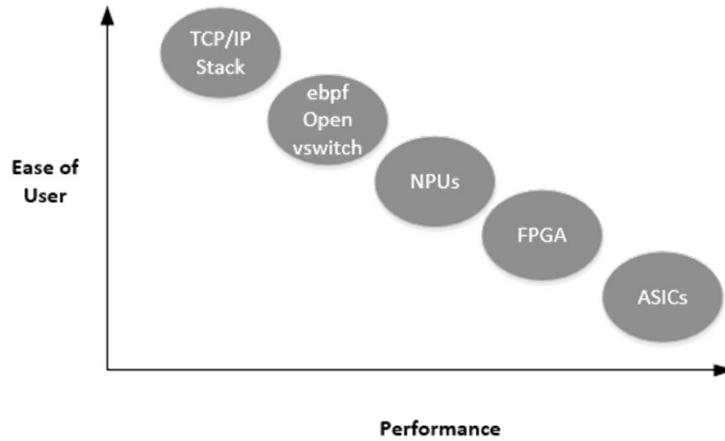 TCP/IP
Stack
ebpf
Open
vswitch
Ease of
User
NPUs
FPGA
ASICs
Performance